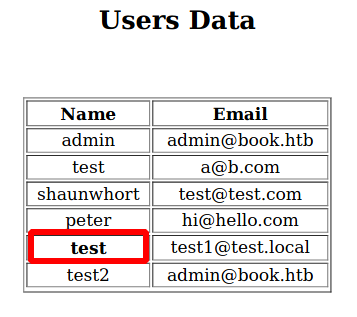 Users Data
Name Email
admin admin@book.htb
test a@b.com
shaunwhort test@test.com
peter hi@hello.com
test test1@test.local
test2 admin@book.htb